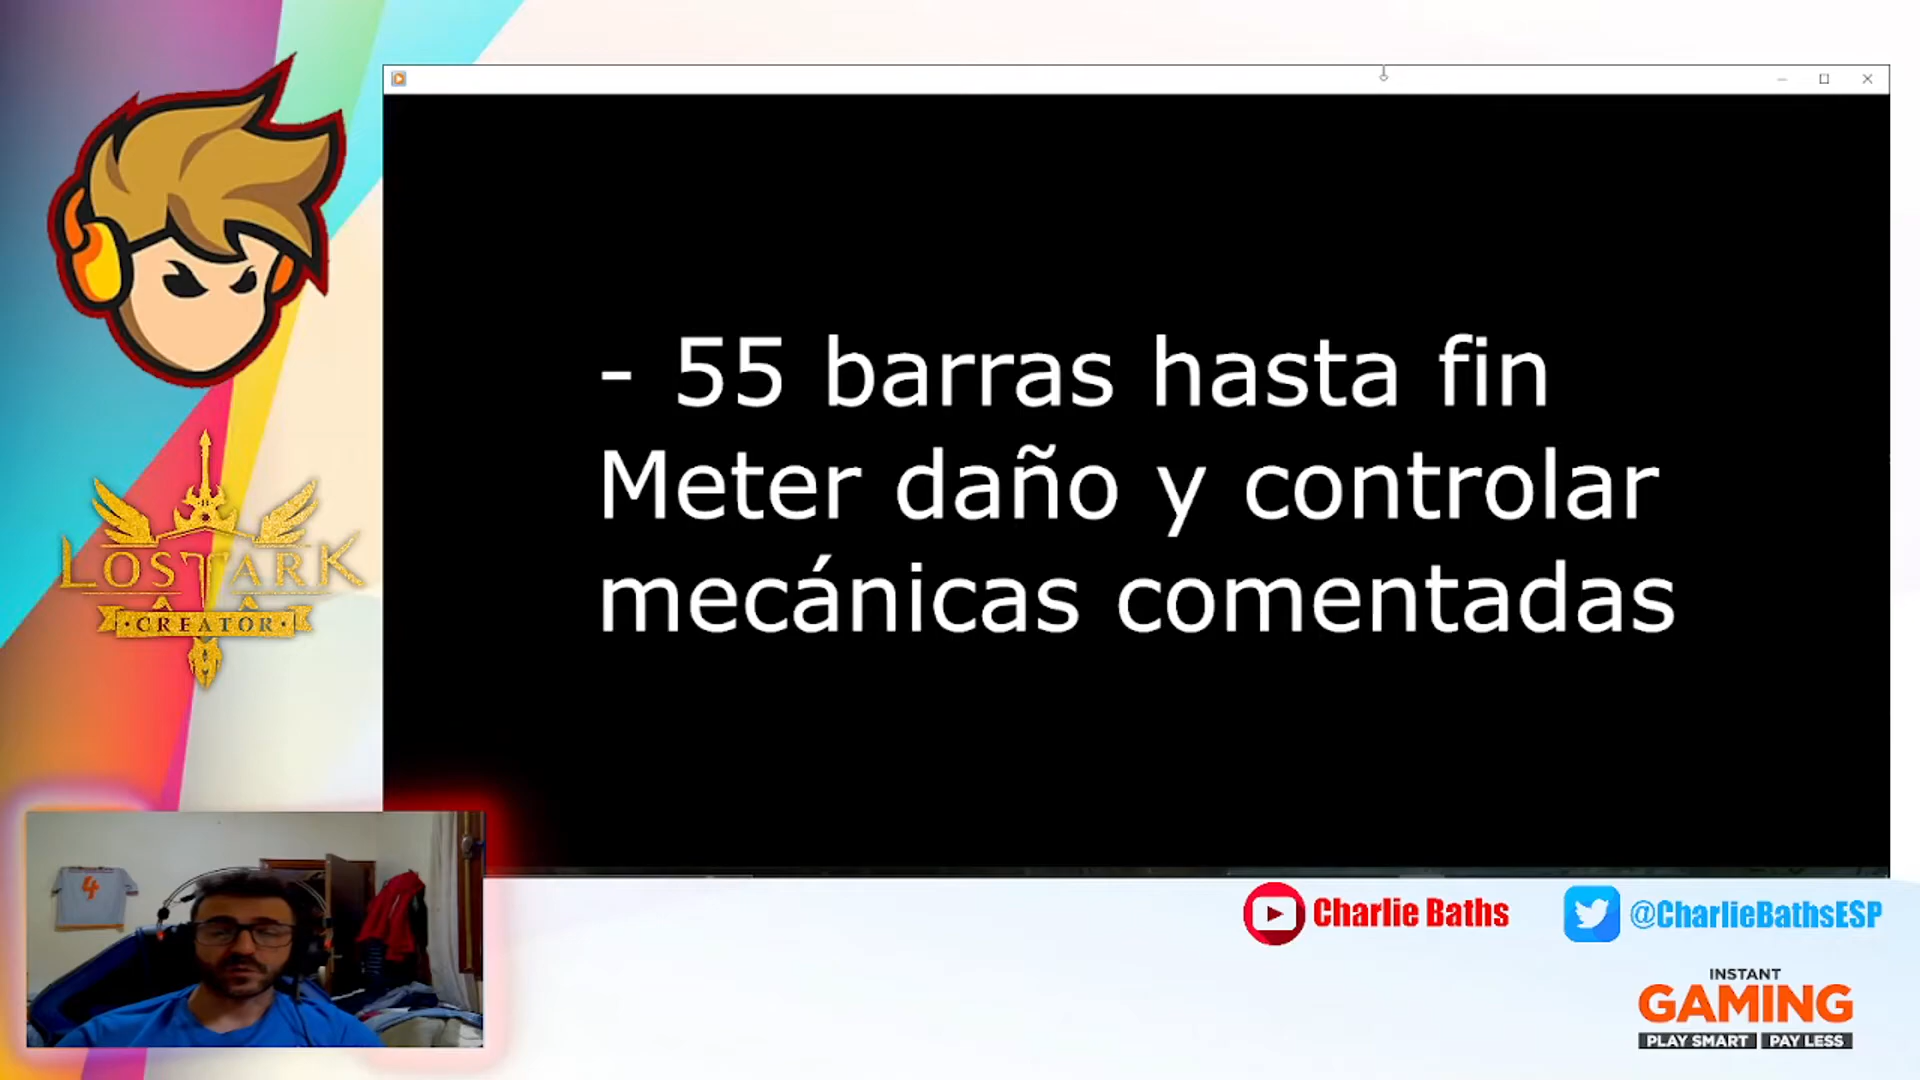 - 55 barras hasta fin
Meter daño y controlar
mecánicas comentadas
LOST ARK
·CREATOR·
4
Charlie Baths
@CharlieBathsESP
INSTANT
GAMING
PLAY SMART PAY LESS